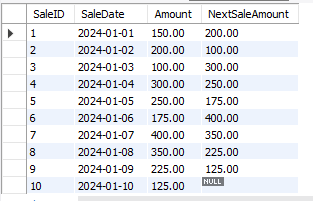 SaleID SaleDate Amount NextSaleAmount
1 2024-01-01 150.00 200.00
2 2024-01-02 200.00 100.00
3 2024-01-03 100.00 300.00
4 2024-01-04 300.00 250.00
5 2024-01-05 250.00 175.00
6 2024-01-06 175.00 400.00
7 2024-01-07 400.00 350.00
8 2024-01-08 350.00 225.00
9 2024-01-09 225.00 125.00
10 2024-01-10 125.00 NULL